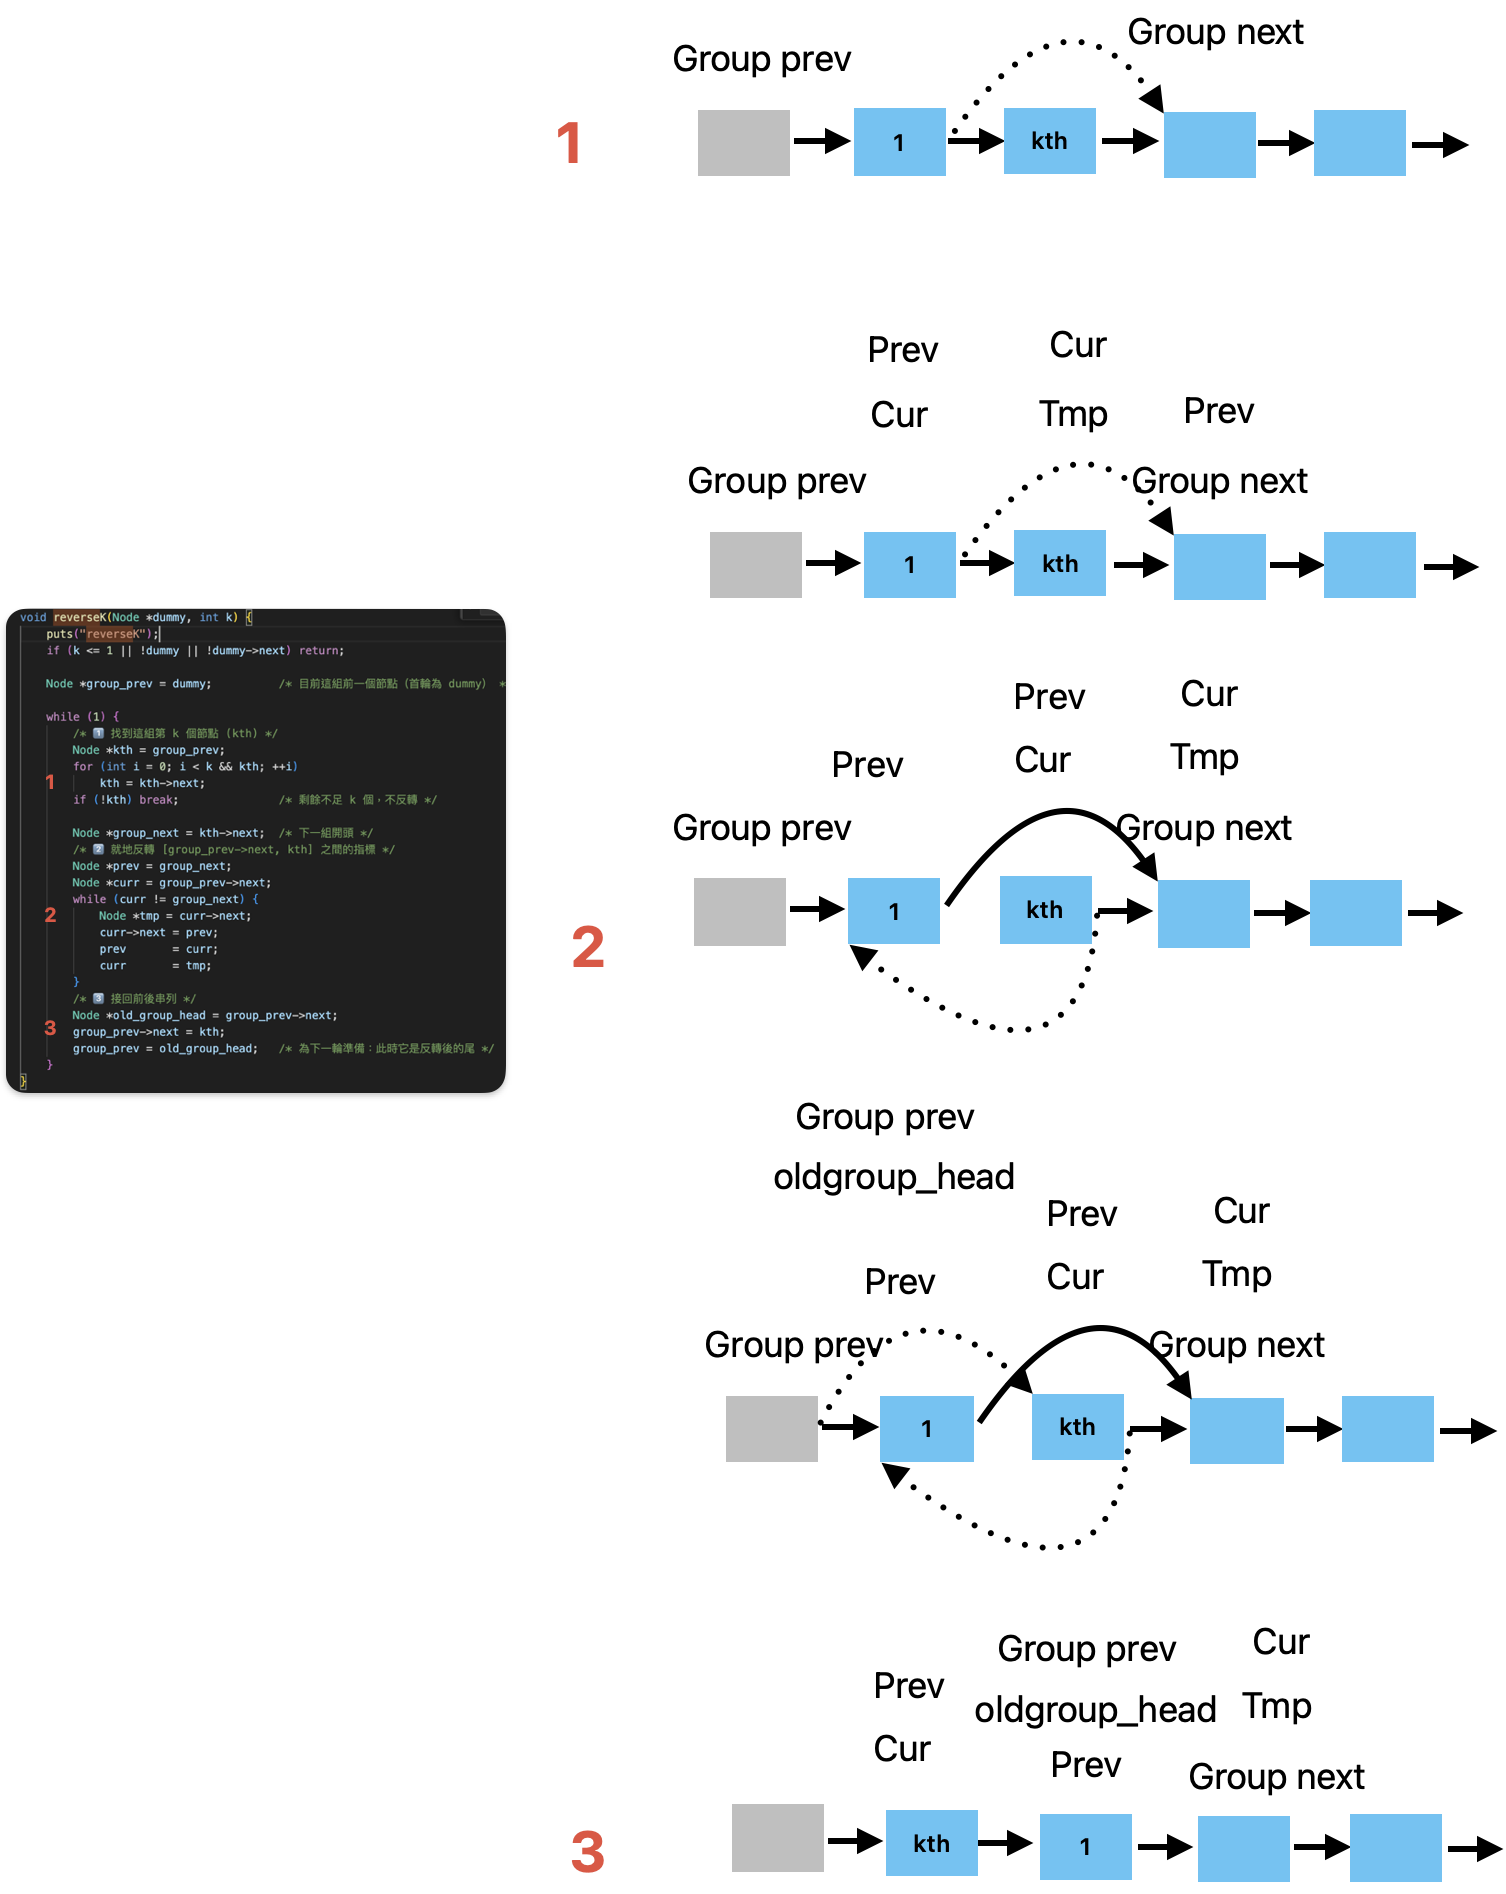 Group prev
Group next
1
1
kth
Prev
Cur
Cur
Tmp
Prev
Group prev
Group next
1
kth
void reverseK(Node *dummy, int k) {
puts("reverseK");
if (k <= 1 || !dummy || !dummy->next) return;
Node *group_prev = dummy; /* 目前這組前一個節點 (首輪為 dummy) *
while (1) {
/* 1 找到這組第 k 個節點 (kth) */
Node *kth = group_prev;
for (int i = 0; i < k && kth; ++i)
1
kth = kth->next;
if (!kth) break; /* 剩餘不足 k 個,不反轉 */
Node *group_next = kth->next; /* 下一組開頭 */
/* 2 就地反轉 [group_prev->next, kth] 之間的指標 */
Node *prev = group_next;
Node *curr = group_prev->next;
while (curr != group_next) {
2
Node *tmp = curr->next;
curr->next = prev;
prev = curr;
curr = tmp;
}
/* 3 接回前後串列 */
Node *old_group_head = group_prev->next;
3
group_prev->next = kth;
group_prev = old_group_head; /* 為下一輪準備:此時它是反轉後的尾 */
}
}
Prev
Cur
Prev
Cur
Tmp
Group prev
Group next
1
kth
2
Group prev
oldgroup_head
Prev
Cur
Prev
Cur
Tmp
Group prev
Group next
1
kth
Group prev
Cur
Prev
oldgroup_head
Tmp
Cur
Prev
Group next
3
kth
1